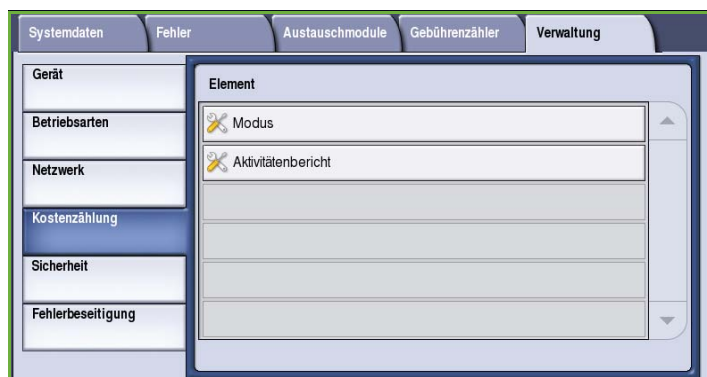 Systemdaten
Fehler
Austauschmodule
Gebührenzähler
Verwaltung
Gerät
Betriebsarten
Netzwerk
Kostenzählung
Sicherheit
Fehlerbeseitigung
Element
Modus
Aktivitätenbericht